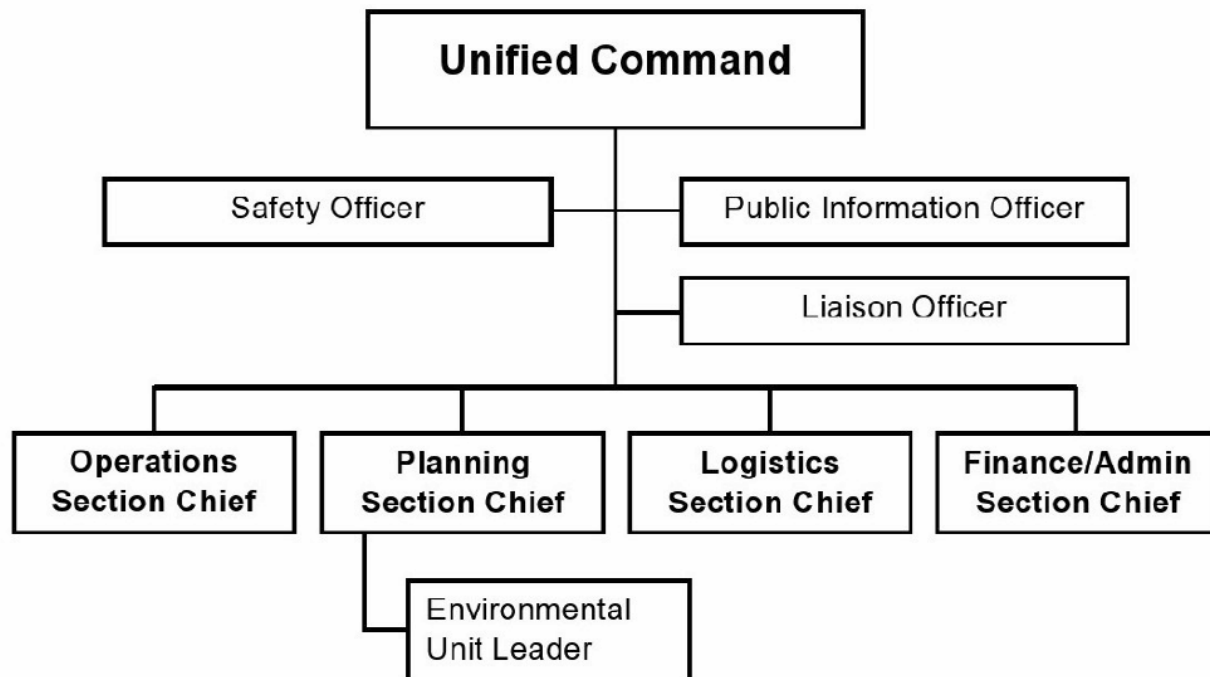 Unified Command
Safety Officer
Public Information Officer
Liaison Officer
Operations
Section Chief
Planning
Section Chief
Logistics
Section Chief
Finance/Admin
Section Chief
Environmental
Unit Leader